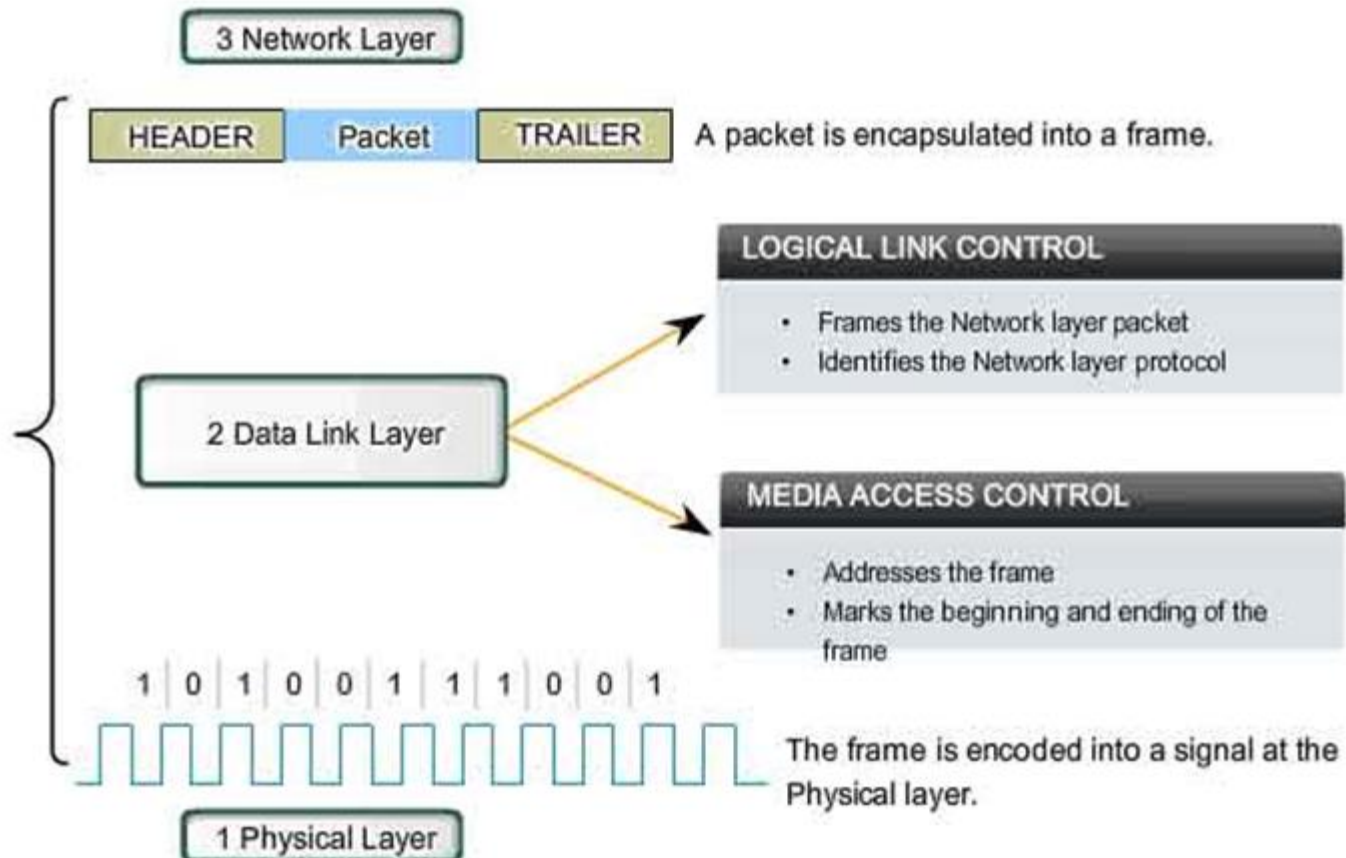 3 Network Layer
HEADER Packet TRAILER
A packet is encapsulated into a frame.
LOGICAL LINK CONTROL
• Frames the Network layer packet
• Identifies the Network layer protocol
2 Data Link Layer
MEDIA ACCESS CONTROL
• Addresses the frame
• Marks the beginning and ending of the
frame
1 0 1 0 0 1 1 1 0 0 1
The frame is encoded into a signal at the
Physical layer.
1 Physical Layer